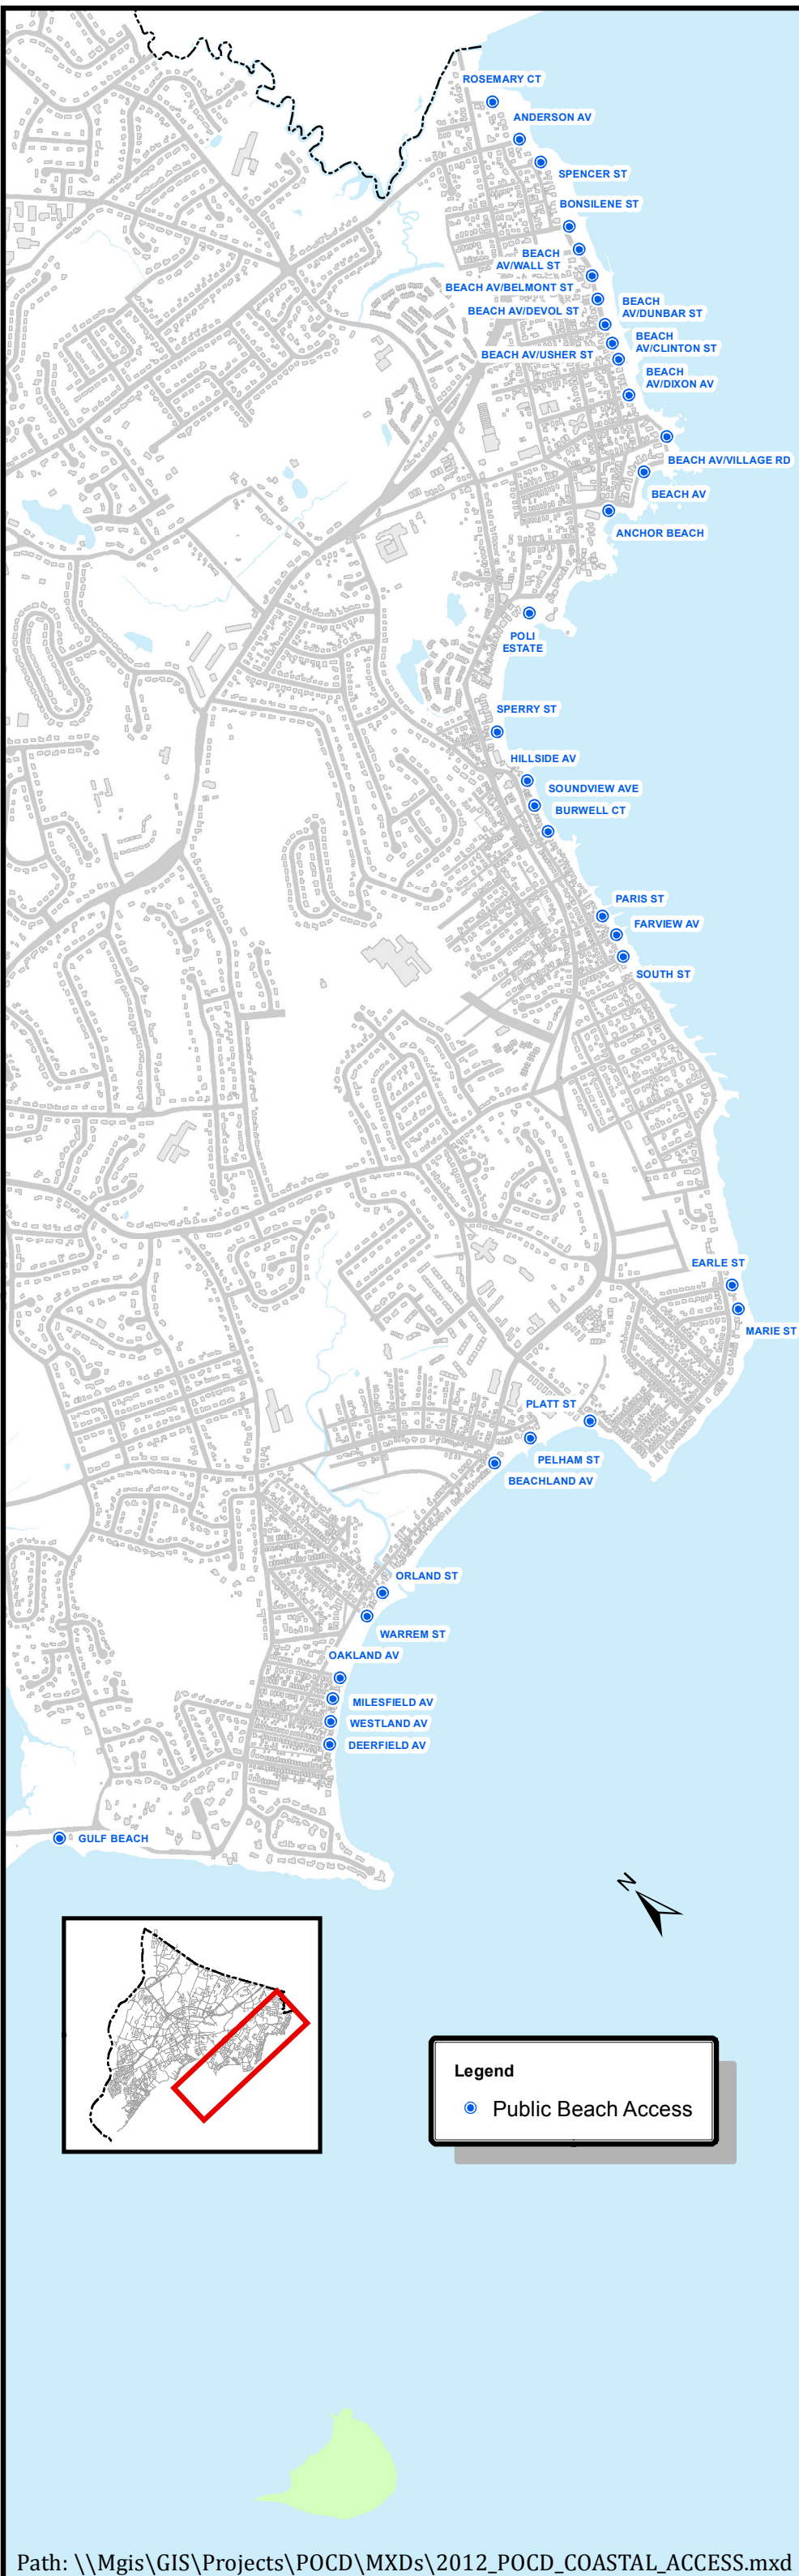 ROSEMARY CT
ANDERSON AV
SPENCER ST
BONSILENE ST
BEACH
AV/WALL ST
BEACH AV/BELMONT ST
BEACH AV/DEVOL ST
BEACH
AV/DUNBAR ST
BEACH
AV/CLINTON ST
BEACH AV/USHER ST
BEACH
AV/DIXON AV
BEACH AV/VILLAGE RD
BEACH AV
ANCHOR BEACH
POLI
ESTATE
SPERRY ST
HILLSIDE AV
SOUNDVIEW AVE
BURWELL CT
PARIS ST
FARVIEW AV
SOUTH ST
EARLE ST
MARIE ST
PLATT ST
PELHAM ST
BEACHLAND AV
ORLAND ST
WARREM ST
OAKLAND AV
MILESFIELD AV
WESTLAND AV
DEERFIELD AV
GULF BEACH
N
Legend
Public Beach Access
Path: \\Mgis\GIS\Projects\POCD\MXDs\2012_POCD_COASTAL_ACCESS.mxd